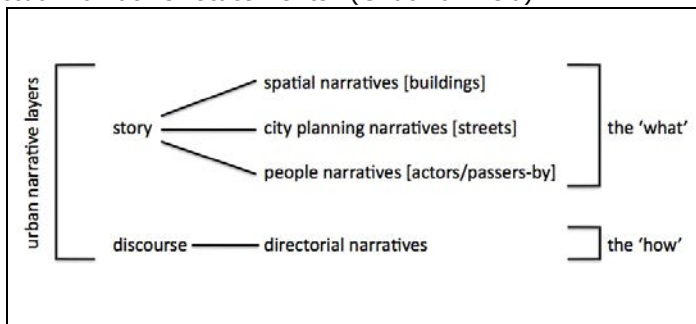 urban narrative layers
story
spatial narratives [buildings]
city planning narratives [streets]
people narratives [actors/passers-by]
the 'what'
discourse
directorial narratives
the 'how'